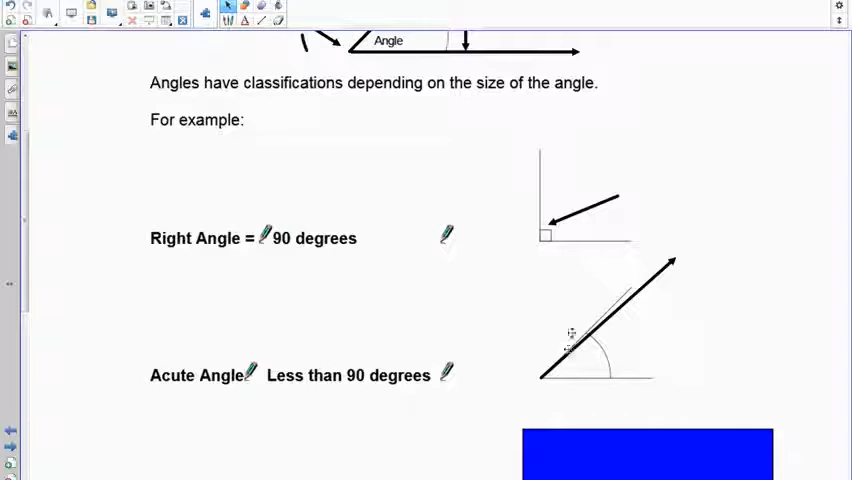 Angle
Angles have classifications depending on the size of the angle.
For example:
Right Angle = 90 degrees
Acute Angle Less than 90 degrees